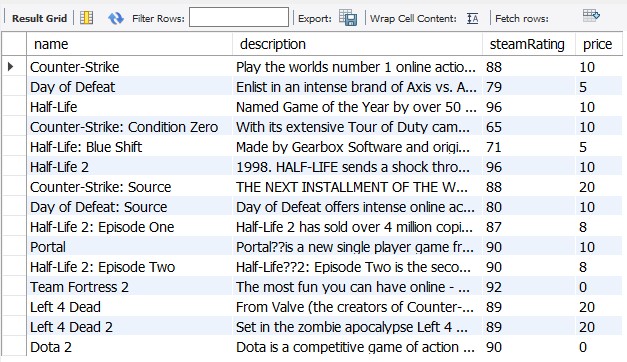 Result Grid Filter Rows: Export: Wrap Cell Content: Fetch rows:
name description steamRating price
Counter-Strike Play the worlds number 1 online actio... 88 10
Day of Defeat Enlist in an intense brand of Axis vs. A... 79 5
Half-Life Named Game of the Year by over 50 ... 96 10
Counter-Strike: Condition Zero With its extensive Tour of Duty cam... 65 10
Half-Life: Blue Shift Made by Gearbox Software and origi... 71 5
Half-Life 2 1998. HALF-LIFE sends a shock thro... 96 10
Counter-Strike: Source THE NEXT INSTALLMENT OF THE W... 88 20
Day of Defeat: Source Day of Defeat offers intense online ac... 80 10
Half-Life 2: Episode One Half-Life 2 has sold over 4 million copi... 87 8
Portal Portal??is a new single player game fr... 90 10
Half-Life 2: Episode Two Half-Life??2: Episode Two is the seco... 90 8
Team Fortress 2 The most fun you can have online - ... 92 0
Left 4 Dead From Valve (the creators of Counter-... 89 20
Left 4 Dead 2 Set in the zombie apocalypse Left 4 ... 89 20
Dota 2 Dota is a competitive game of action ... 90 0